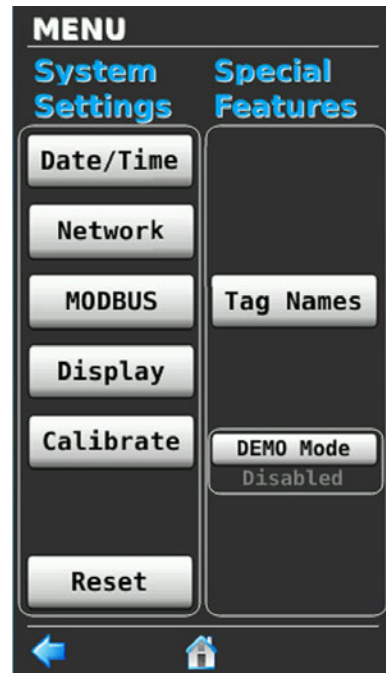 MENU
System Settings
Special Features
Date/Time
Network
MODBUS
Display
Calibrate
Reset
Tag Names
DEMO Mode
Disabled